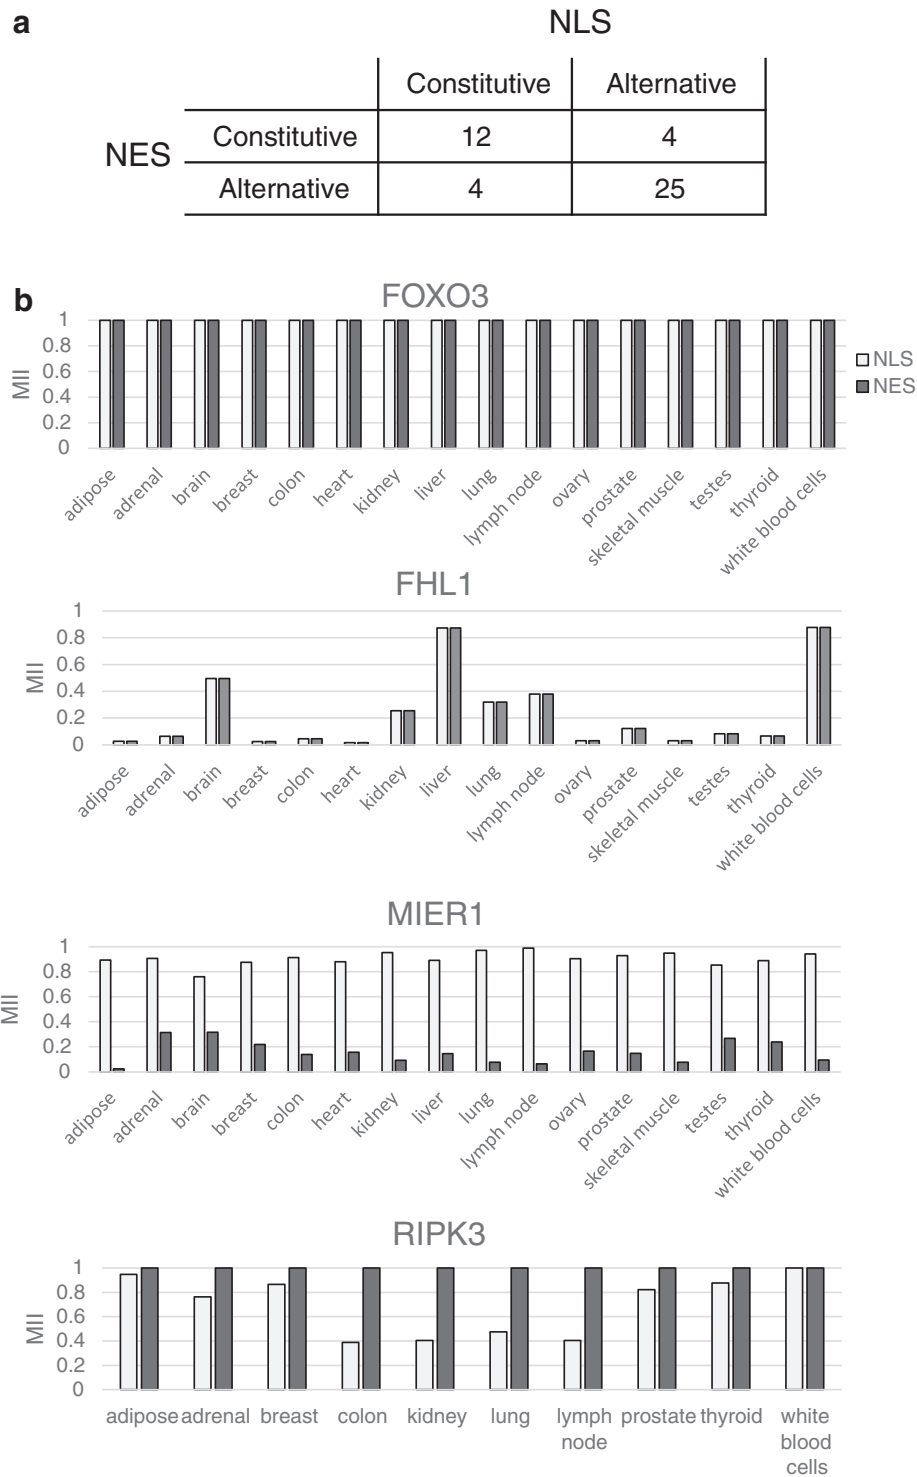 a
NLS
Constitutive Alternative
NES
Constitutive 12 4
Alternative 4 25
b
FOXO3
MII
1
0.8
0.6
0.4
0.2
0
NLS
NES
adipose adrenal brain breast colon heart kidney liver lung lymph node ovary prostate skeletal muscle testes thyroid white blood cells
FHL1
MII
1
0.8
0.6
0.4
0.2
0
adipose adrenal brain breast colon heart kidney liver lung lymph node ovary prostate skeletal muscle testes thyroid white blood cells
MIER1
MII
1
0.8
0.6
0.4
0.2
0
adipose adrenal brain breast colon heart kidney liver lung lymph node ovary prostate skeletal muscle testes thyroid white blood cells
RIPK3
MII
1
0.8
0.6
0.4
0.2
0
adipose adrenal breast colon kidney lung lymph prostate thyroid white
node blood
cells